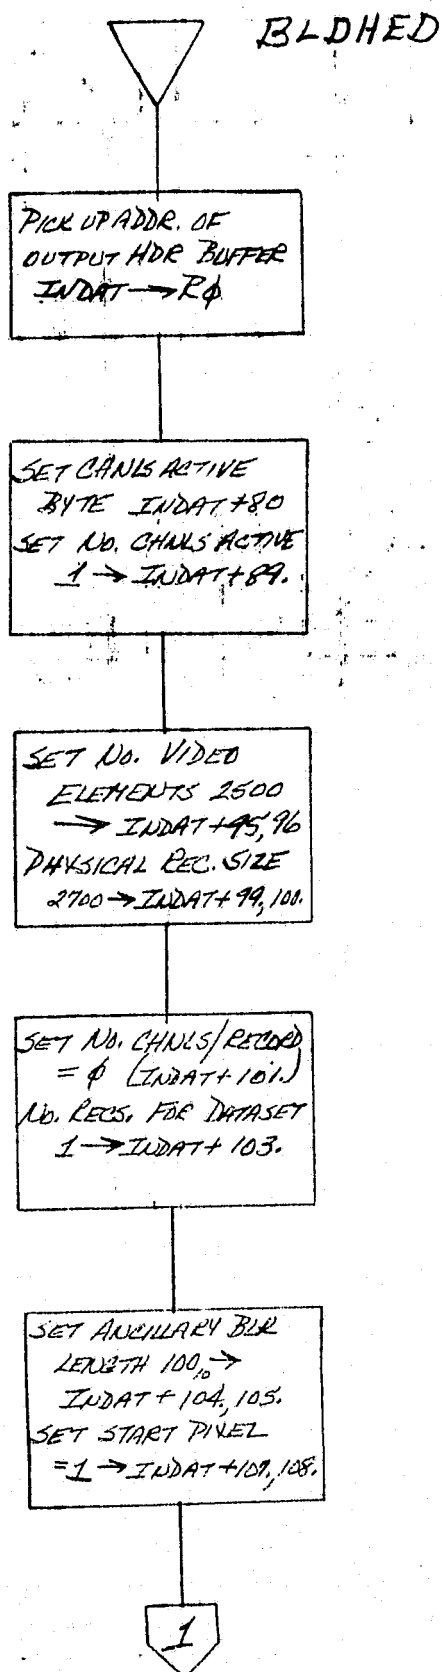 BLDHED
PICK UP ADDR. OF
OUTPUT HDR BUFFER
INDAT → RØ
SET CANLS ACTIVE
BYTE INDAT+80
SET NO. CHNLS ACTIVE
1 → INDAT+89.
SET NO. VIDEO
ELEMENTS 2500
→ INDAT+95,96
PHYSICAL REC. SIZE
2700 → INDAT+99,100.
SET NO. CHNLS/RECORD
= Ø (INDAT+101.)
NO. RECS. FOR DATASET
1 → INDAT+103.
SET ANCILLARY BLK
LENGTH 100₁₀ →
INDAT+104.,105.
SET START PIXEL
=1 → INDAT+107.,108.
1